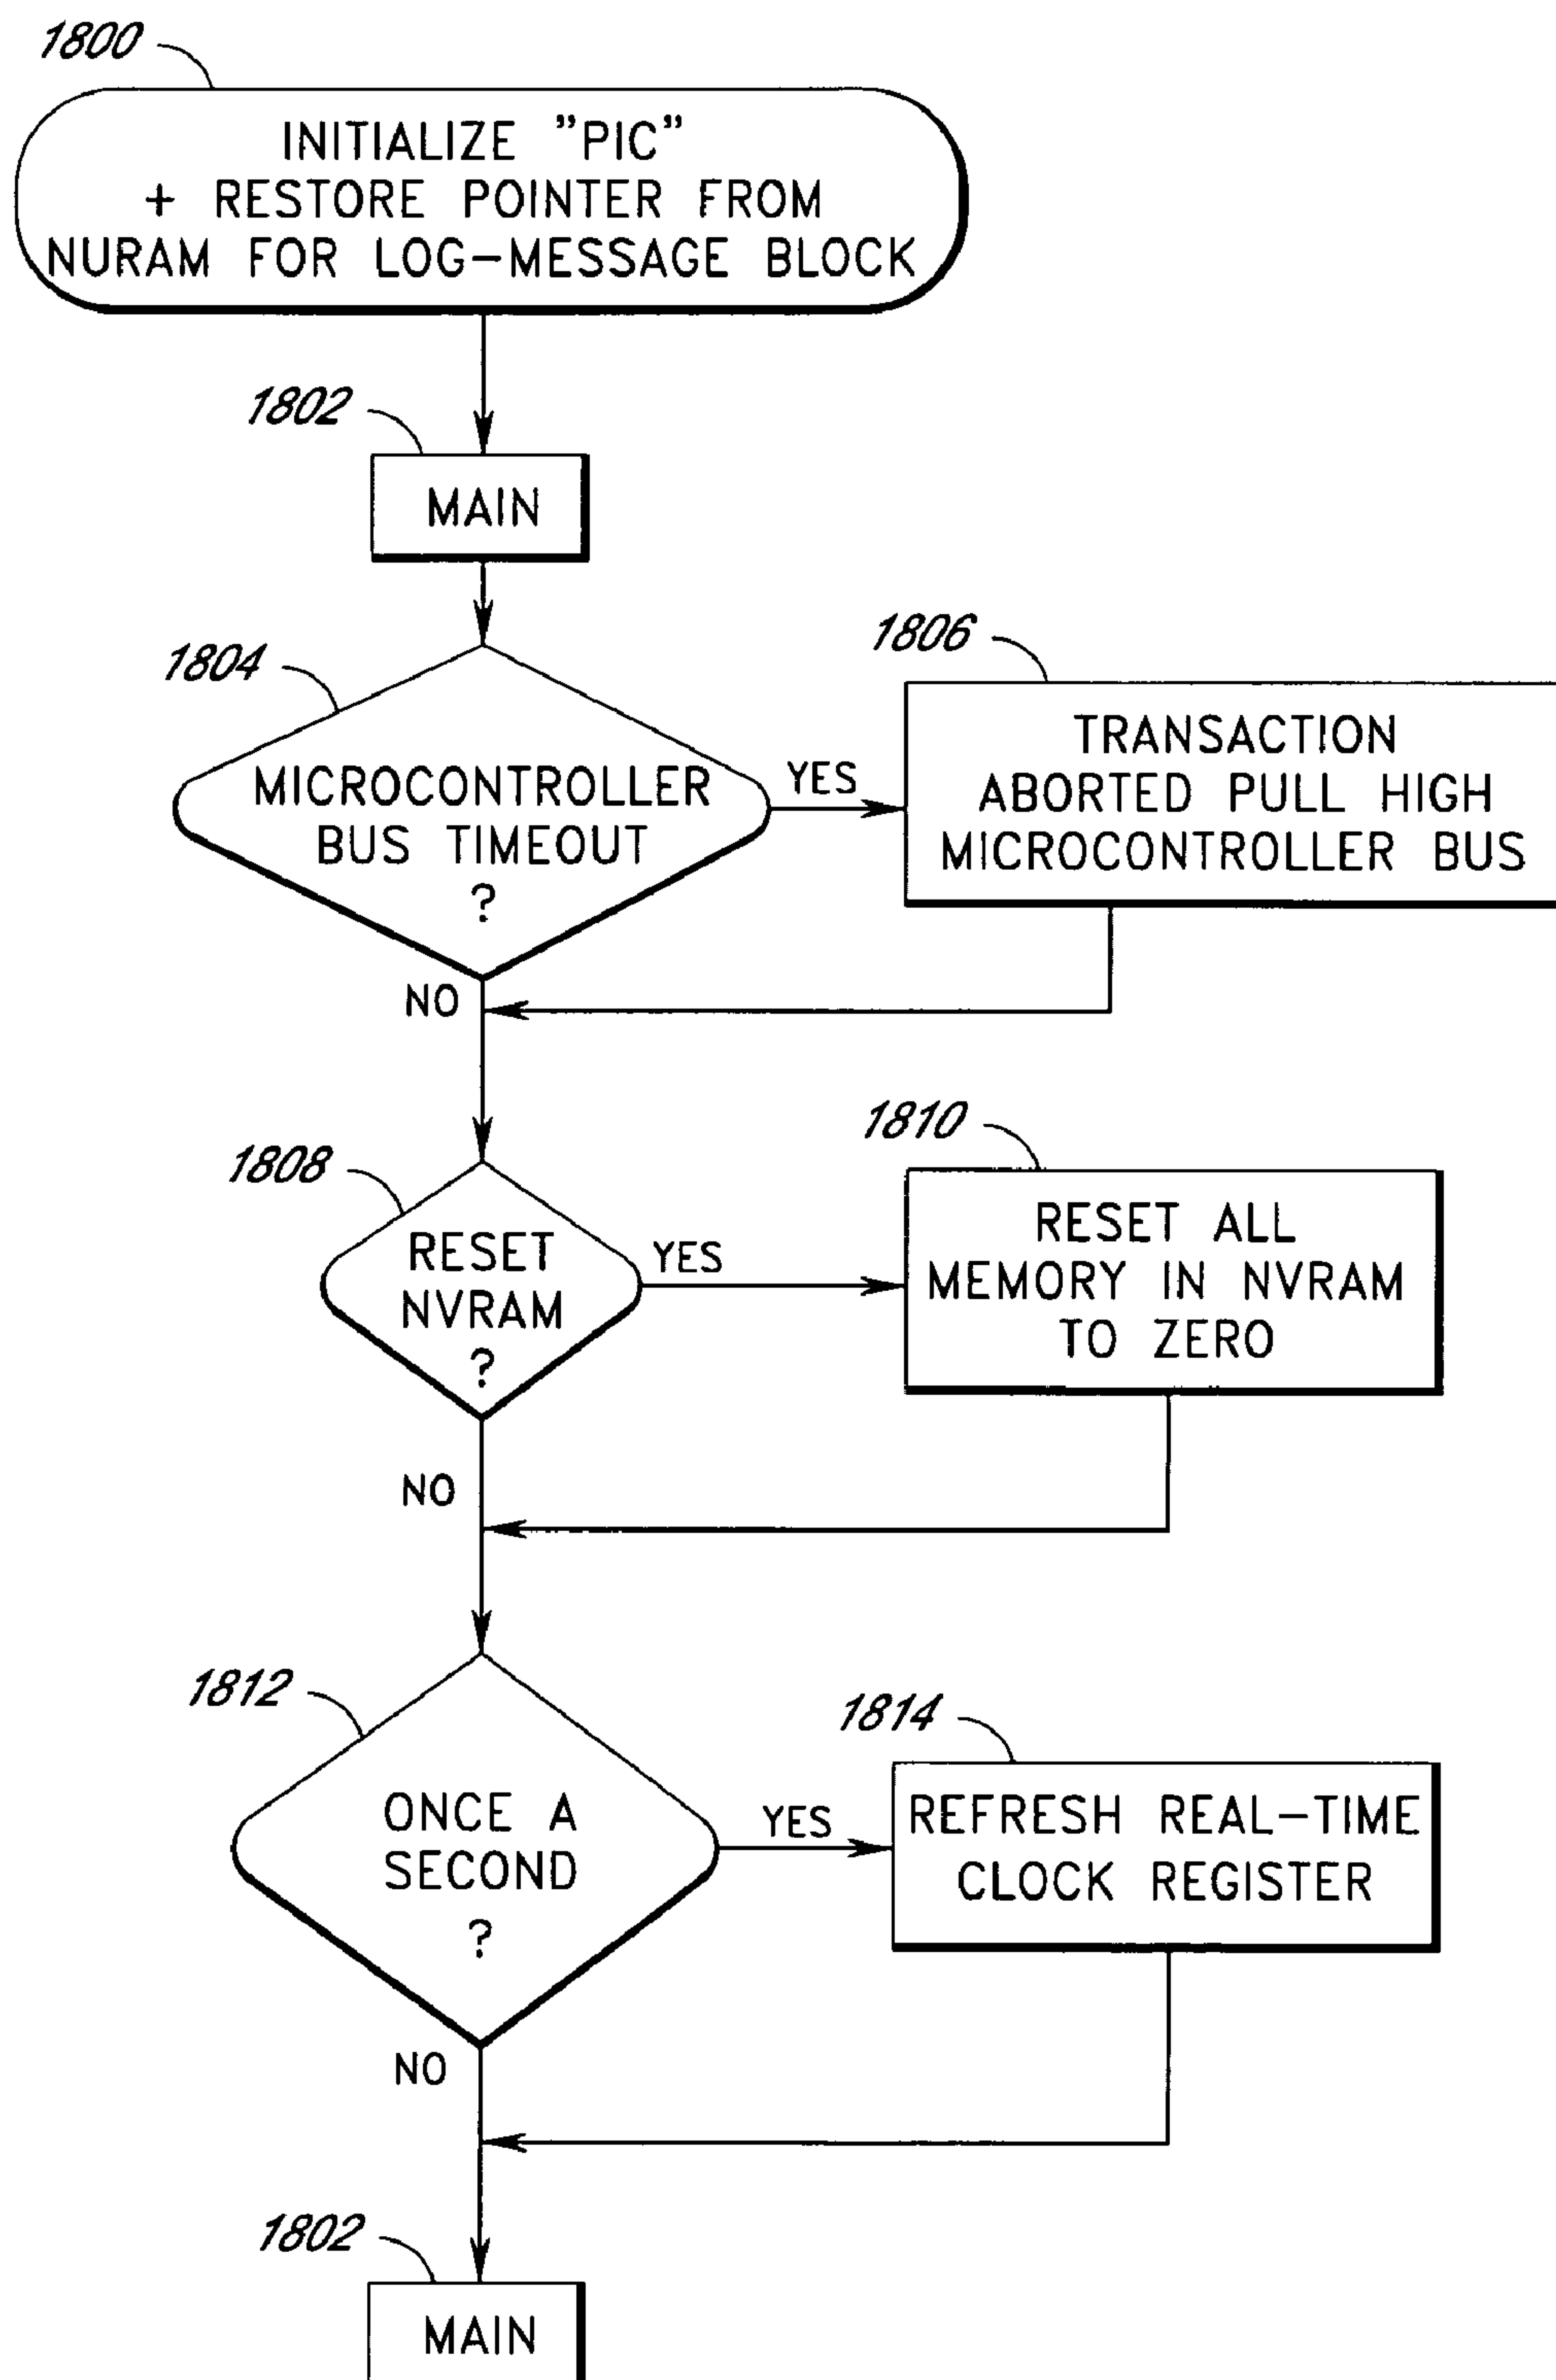 1800
INITIALIZE "PIC"
+ RESTORE POINTER FROM
NURAM FOR LOG-MESSAGE BLOCK
1802
MAIN
1804
MICROCONTROLLER
BUS TIMEOUT
?
YES
1806
TRANSACTION
ABORTED PULL HIGH
MICROCONTROLLER BUS
NO
1808
RESET
NVRAM
?
YES
1810
RESET ALL
MEMORY IN NVRAM
TO ZERO
NO
1812
ONCE A
SECOND
?
YES
1814
REFRESH REAL-TIME
CLOCK REGISTER
NO
1802
MAIN